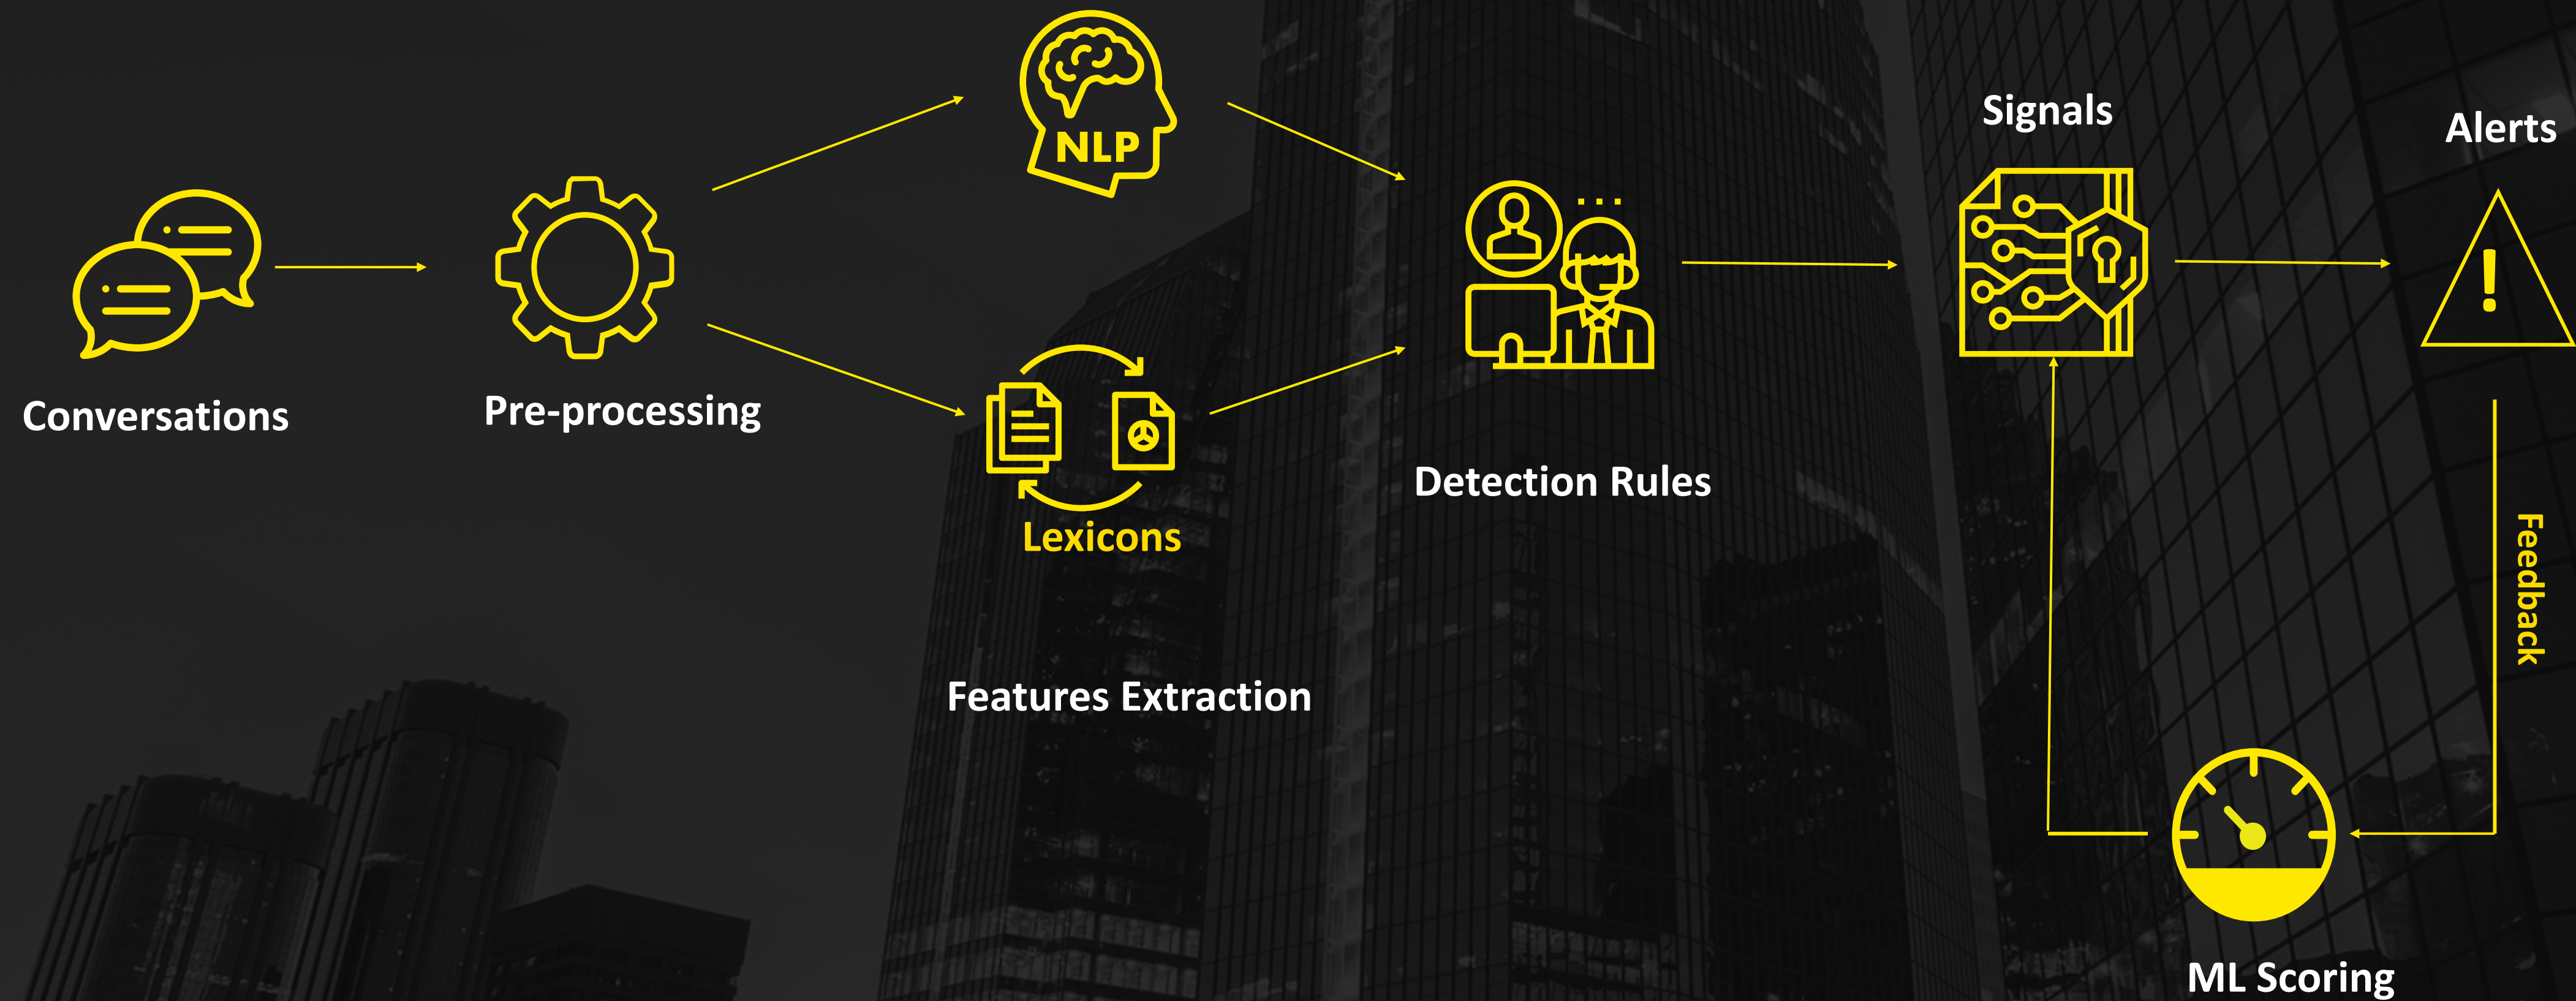 NLP
Signals
Alerts
Conversations
Pre-processing
Lexicons
Detection Rules
Feedback
Features Extraction
ML Scoring